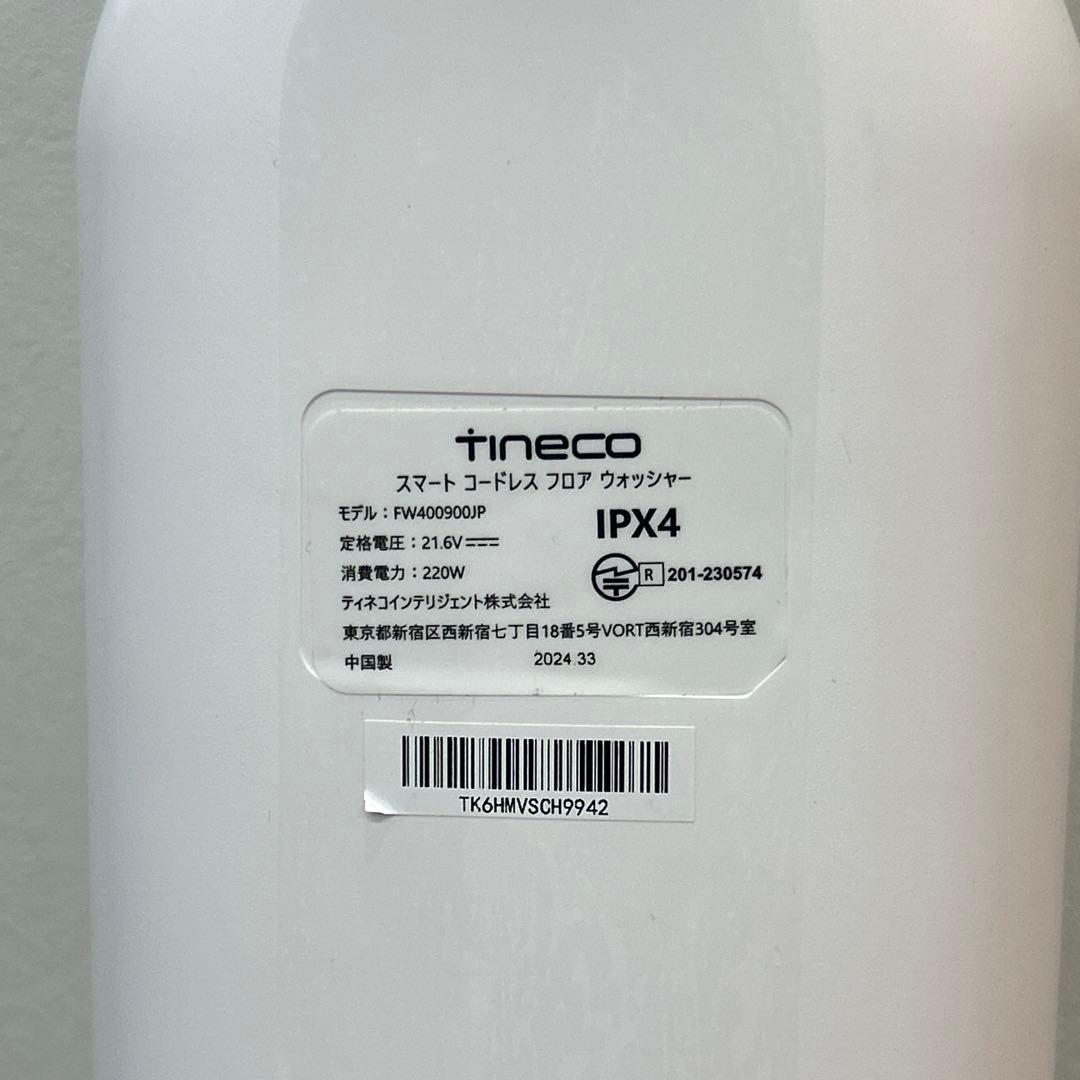 tineco
スマート コードレス フロア ウォッシャー
モデル：FW400900JP
IPX4
定格電圧：21.6V
消費電力：220W
R 201-230574
ティネコインテリジェント株式会社
東京都新宿区西新宿七丁目18番5号VORT西新宿304号室
中国製 2024.33
TK6HMVSCH9942